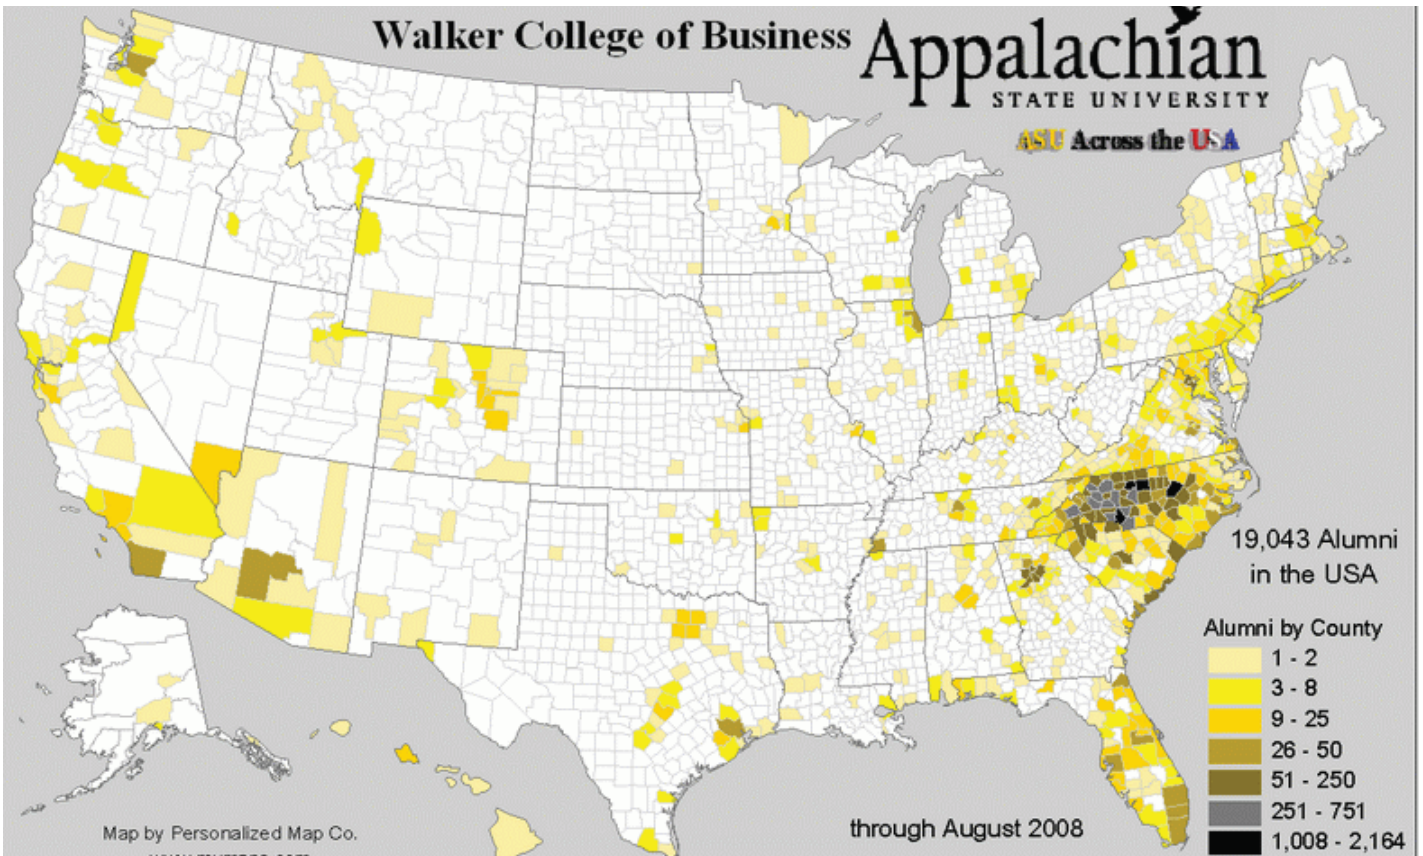 Walker College of Business
Appalachian
STATE UNIVERSITY
ASU Across the USA
19,043 Alumni
in the USA
Alumni by County
1 - 2
3 - 8
9 - 25
26 - 50
51 - 250
251 - 751
1,008 - 2,164
through August 2008
Map by Personalized Map Co.